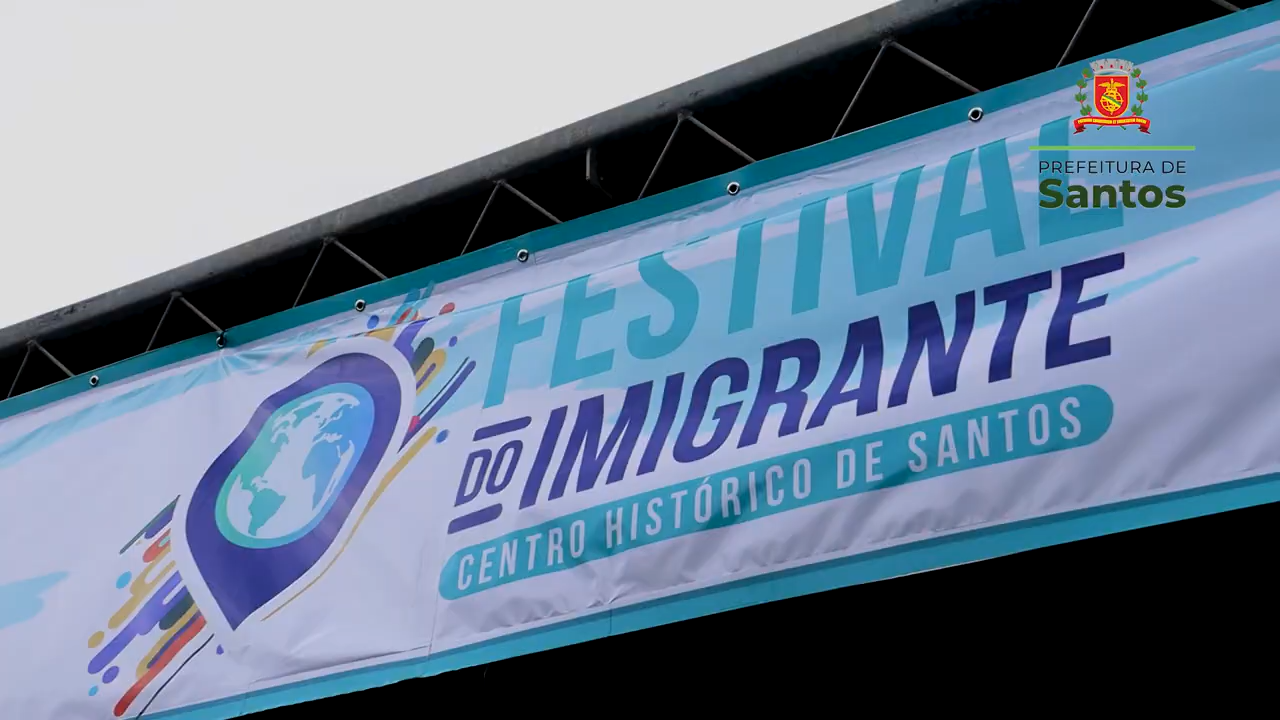 FESTIVAL
DO IMIGRANTE
CENTRO HISTÓRICO DE SANTOS
PREFEITURA DE
Santos